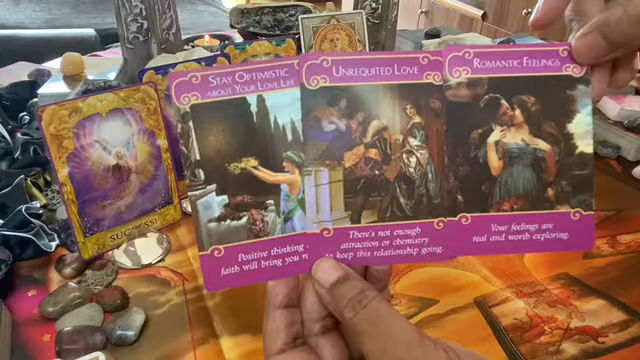 STAY OPTIMISTIC
ABOUT YOUR LOVE LIFE
Positive thinking
faith will bring you
UNREQUITED LOVE
There's not enough
attraction or chemistry
to keep this relationship going.
ROMANTIC FEELINGS
Your feelings are
real and worth exploring.
SUCCESS!